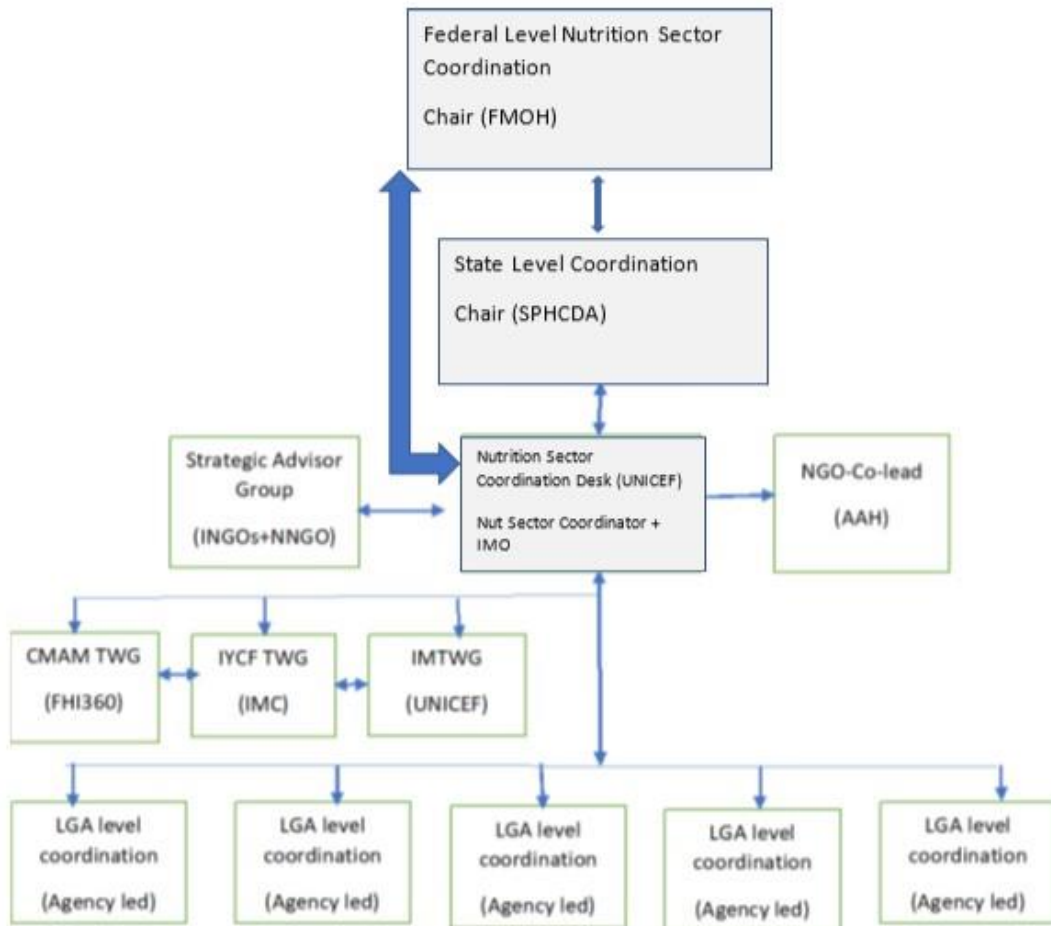 Federal Level Nutrition Sector
Coordination
Chair (FMOH)
State Level Coordination
Chair (SPHCDA)
Strategic Advisor
Group
(INGOs+NNGO)
Nutrition Sector
Coordination Desk (UNICEF)
Nut Sector Coordinator +
IMO
NGO-Co-lead
(AAH)
CMAM TWG
(FHI360)
IYCF TWG
(IMC)
IMTWG
(UNICEF)
LGA level
coordination
(Agency led)
LGA level
coordination
(Agency led)
LGA level
coordination
(Agency led)
LGA level
coordination
(Agency led)
LGA level
coordination
(Agency led)